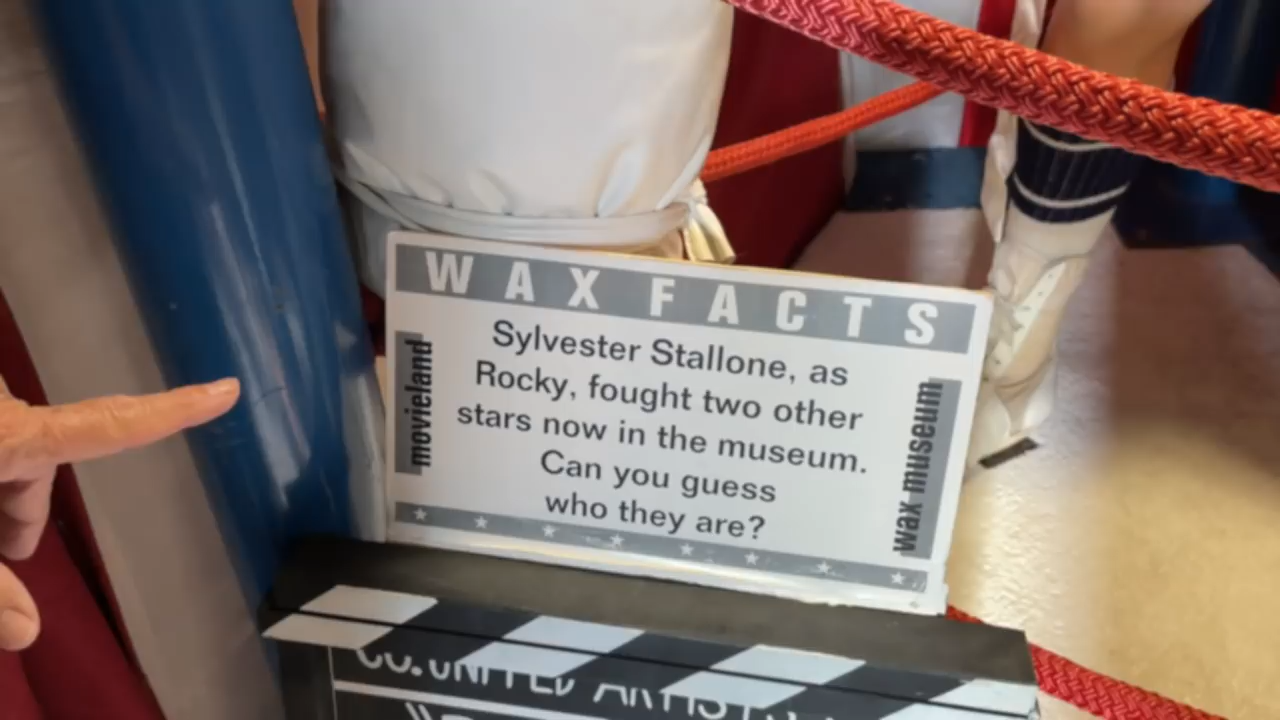 WAX FACTS
movieland
Sylvester Stallone, as
Rocky, fought two other
stars now in the museum.
Can you guess
who they are?
wax museum
CO. UNITED ARTISTS